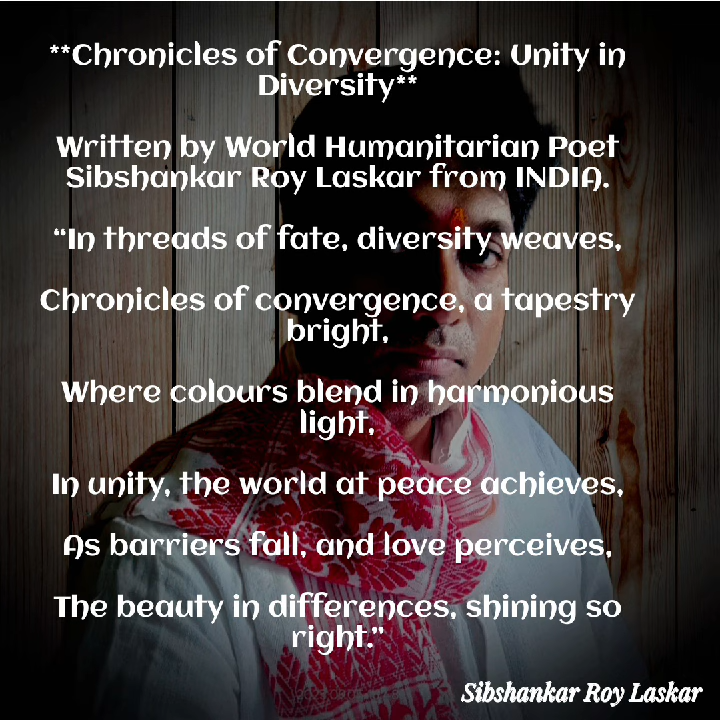 **Chronicles of Convergence: Unity in
Diversity**
Written by World Humanitarian Poet
Sibshankar Roy Laskar from INDIA.
“In threads of fate, diversity weaves,
Chronicles of convergence, a tapestry
bright,
Where colours blend in harmonious
light,
In unity, the world at peace achieves,
As barriers fall, and love perceives,
The beauty in differences, shining so
right.”
Sibshankar Roy Laskar